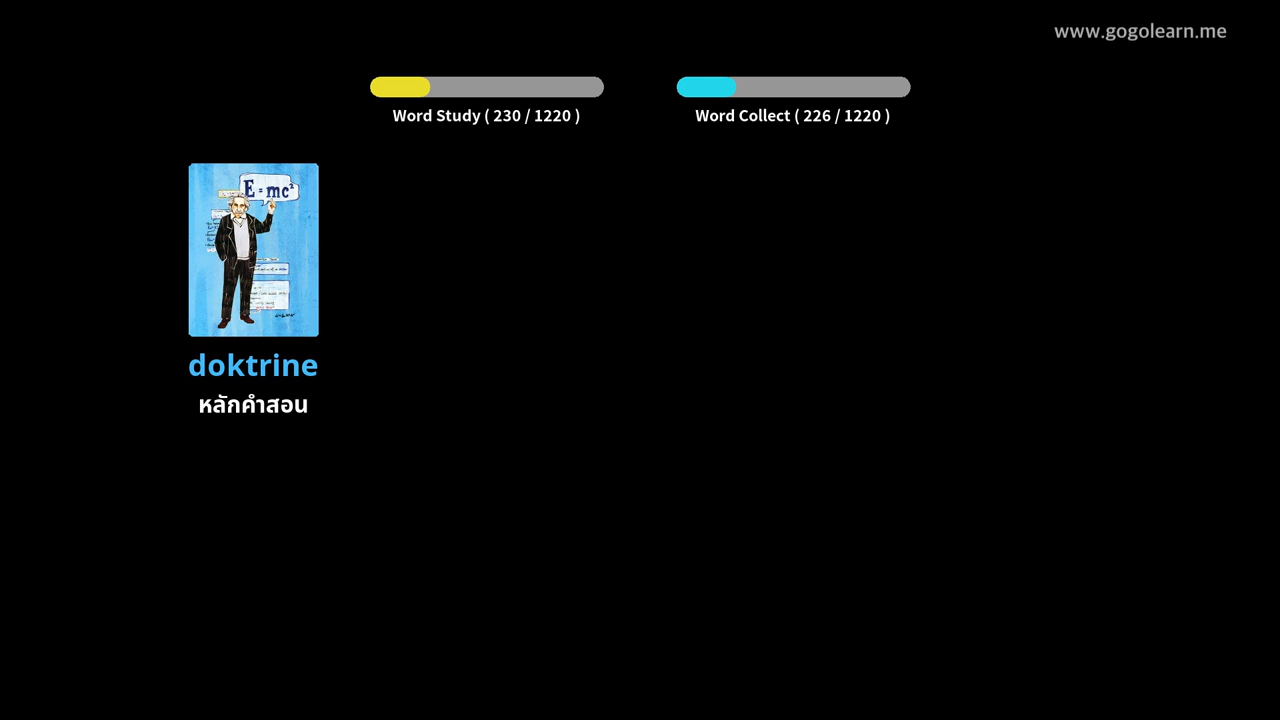 www.gogolearn.me
Word Study ( 230 / 1220 )
Word Collect ( 226 / 1220 )
E = mc²
doktrine
หลักคำสอน